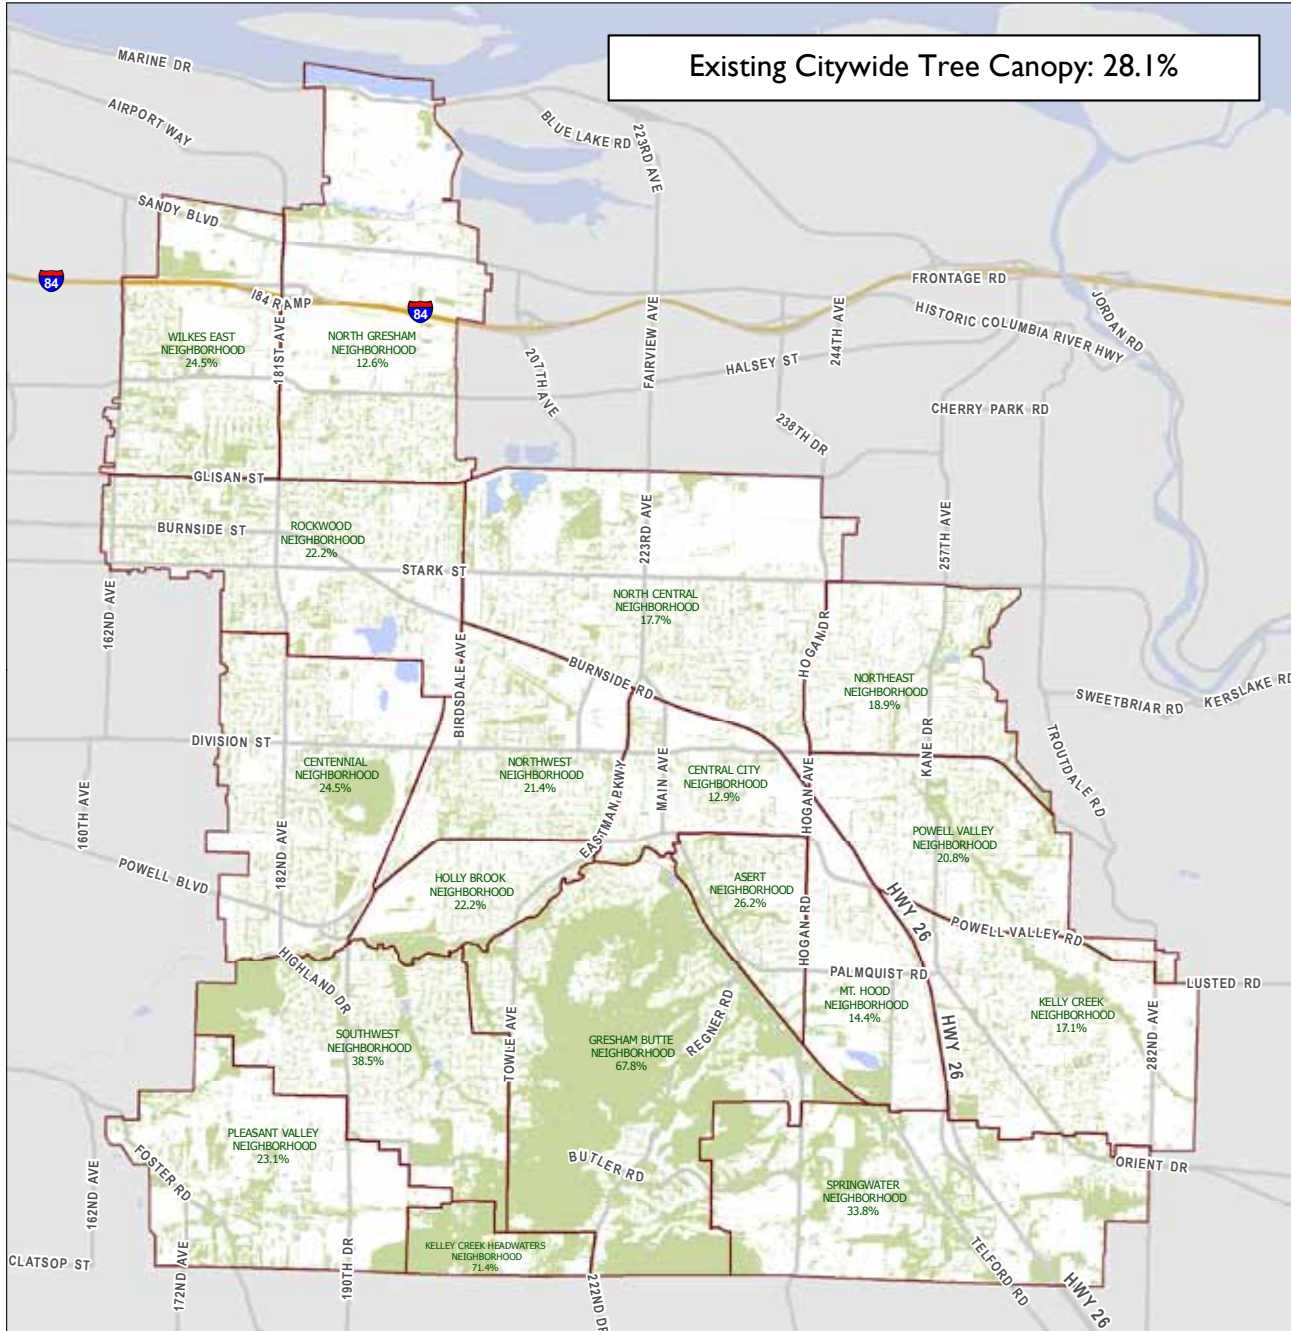 Existing Citywide Tree Canopy: 28.1%
MARINE DR
AIRPORT WAY
BLUE LAKE RD
223RD AVE
SANDY BLVD
84
I84 RAMP
84
FRONTAGE RD
JORDAN RD
HISTORIC COLUMBIA RIVER HWY
WILKES EAST
NEIGHBORHOOD
24.5%
181ST AVE
NORTH GRESHAM
NEIGHBORHOOD
12.6%
207TH AVE
FAIRVIEW AVE
HALSEY ST
244TH AVE
CHERRY PARK RD
238TH DR
GLISAN ST
BURNSIDE ST
ROCKWOOD
NEIGHBORHOOD
22.2%
STARK ST
223RD AVE
257TH AVE
162ND AVE
NORTH CENTRAL
NEIGHBORHOOD
17.7%
BIRDSDALE AVE
BURNSIDE RD
HOGAN DR
NORTHEAST
NEIGHBORHOOD
18.9%
SWEETBRIAR RD
KERSLAKE RD
TROUTDALE RD
DIVISION ST
KANE DR
CENTENNIAL
NEIGHBORHOOD
24.5%
NORTHWEST
NEIGHBORHOOD
21.4%
EASTMAN PKWY
MAIN AVE
CENTRAL CITY
NEIGHBORHOOD
12.9%
HOGAN AVE
160TH AVE
182ND AVE
POWELL BLVD
POWELL VALLEY
NEIGHBORHOOD
20.8%
HOLLY BROOK
NEIGHBORHOOD
22.2%
ASERT
NEIGHBORHOOD
26.2%
HOGAN RD
HWY 26
POWELL VALLEY RD
HIGHLAND DR
PALMQUIST RD
LUSTED RD
MT. HOOD
NEIGHBORHOOD
14.4%
KELLY CREEK
NEIGHBORHOOD
17.1%
282ND AVE
SOUTHWEST
NEIGHBORHOOD
38.5%
TOWLE AVE
GRESHAM BUTTE
NEIGHBORHOOD
67.8%
REGNER RD
HWY 26
PLEASANT VALLEY
NEIGHBORHOOD
23.1%
FOSTER RD
162ND AVE
BUTLER RD
ORIENT DR
SPRINGWATER
NEIGHBORHOOD
33.8%
KELLEY CREEK HEADWATERS
NEIGHBORHOOD
71.4%
CLATSOP ST
172ND AVE
190TH DR
222ND DR
TELFORD RD
HWY 26